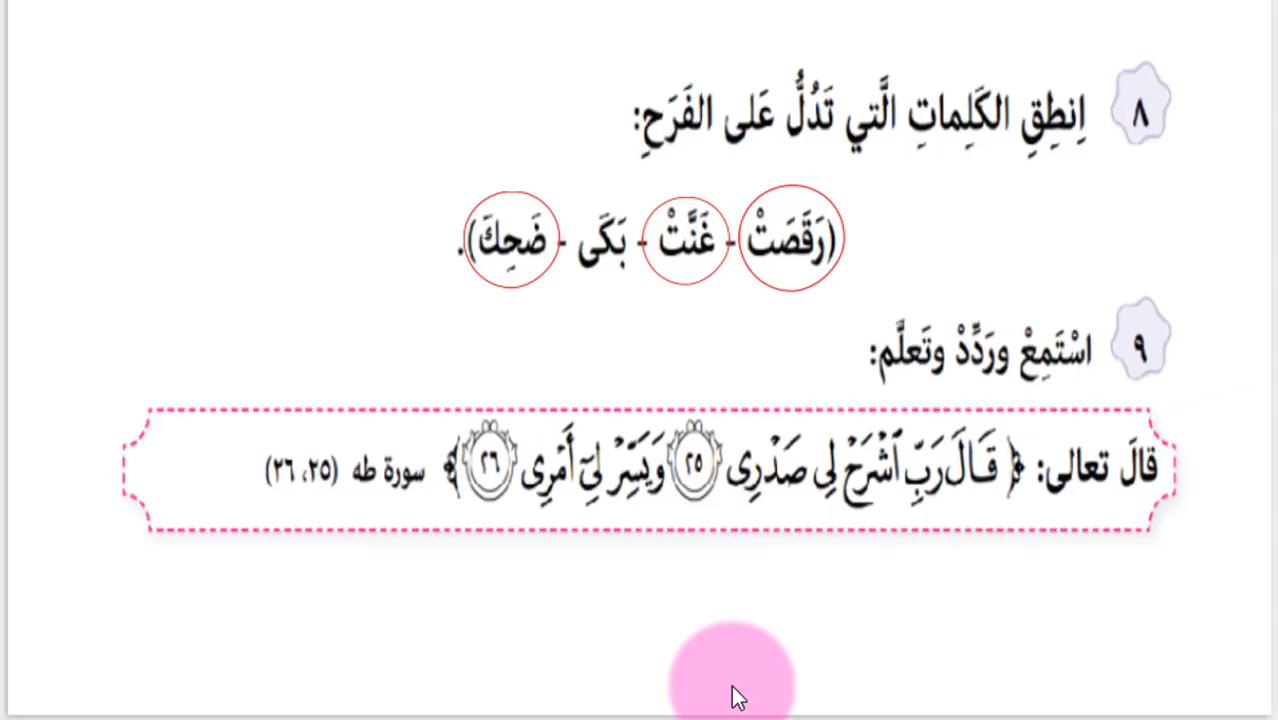 ٨ اِنطِقِ الكَلِماتِ الَّتي تَدُلُّ عَلى الفَرَحِ:
(رَقَصَتْ - غَنَّتْ - بَكَى - ضَحِكَ).
٩ اسْتَمِعْ ورَدِّدْ وتَعلَّم:
قالَ تعالى: ﴿ قَالَ رَبِّ ٱشْرَحْ لِي صَدْرِى ٢٥ وَيَسِّرْ لِىٓ أَمْرِى ٢٦ ﴾ سورة طه (٢٥، ٢٦)